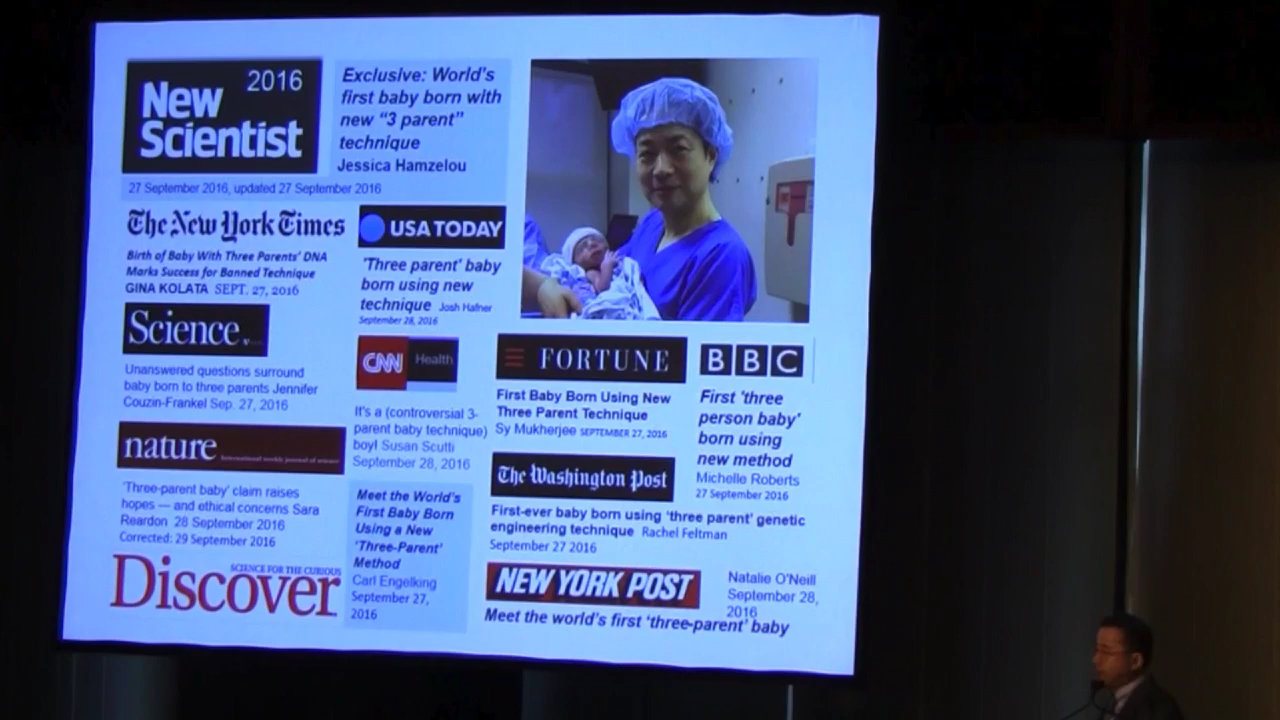 2016
New
Scientist
Exclusive: World's
first baby born with
new “3 parent”
technique
Jessica Hamzelou
27 September 2016, updated 27 September 2016
The New York Times
Birth of Baby With Three Parents' DNA
Marks Success for Banned Technique
GINA KOLATA SEPT. 27, 2016
USA TODAY
'Three parent' baby
born using new
technique Josh Hafner
September 28, 2016
Science
Unanswered questions surround
baby born to three parents Jennifer
Couzin-Frankel Sep. 27, 2016
CNN Health
It's a (controversial 3-
parent baby technique)
boy! Susan Scutti
September 28, 2016
FORTUNE
First Baby Born Using New
Three Parent Technique
Sy Mukherjee SEPTEMBER 27, 2016
BBC
First 'three
person baby'
born using
new method
Michelle Roberts
27 September 2016
nature
International weekly journal of science
'Three-parent baby' claim raises
hopes — and ethical concerns Sara
Reardon 28 September 2016
Corrected: 29 September 2016
The Washington Post
First-ever baby born using ‘three parent’ genetic
engineering technique Rachel Feltman
September 27 2016
SCIENCE FOR THE CURIOUS
Discover
Meet the World's
First Baby Born
Using a New
‘Three-Parent’
Method
Carl Engelking
September 27,
2016
NEW YORK POST
Natalie O'Neill
September 28,
2016
Meet the world's first ‘three-parent’ baby